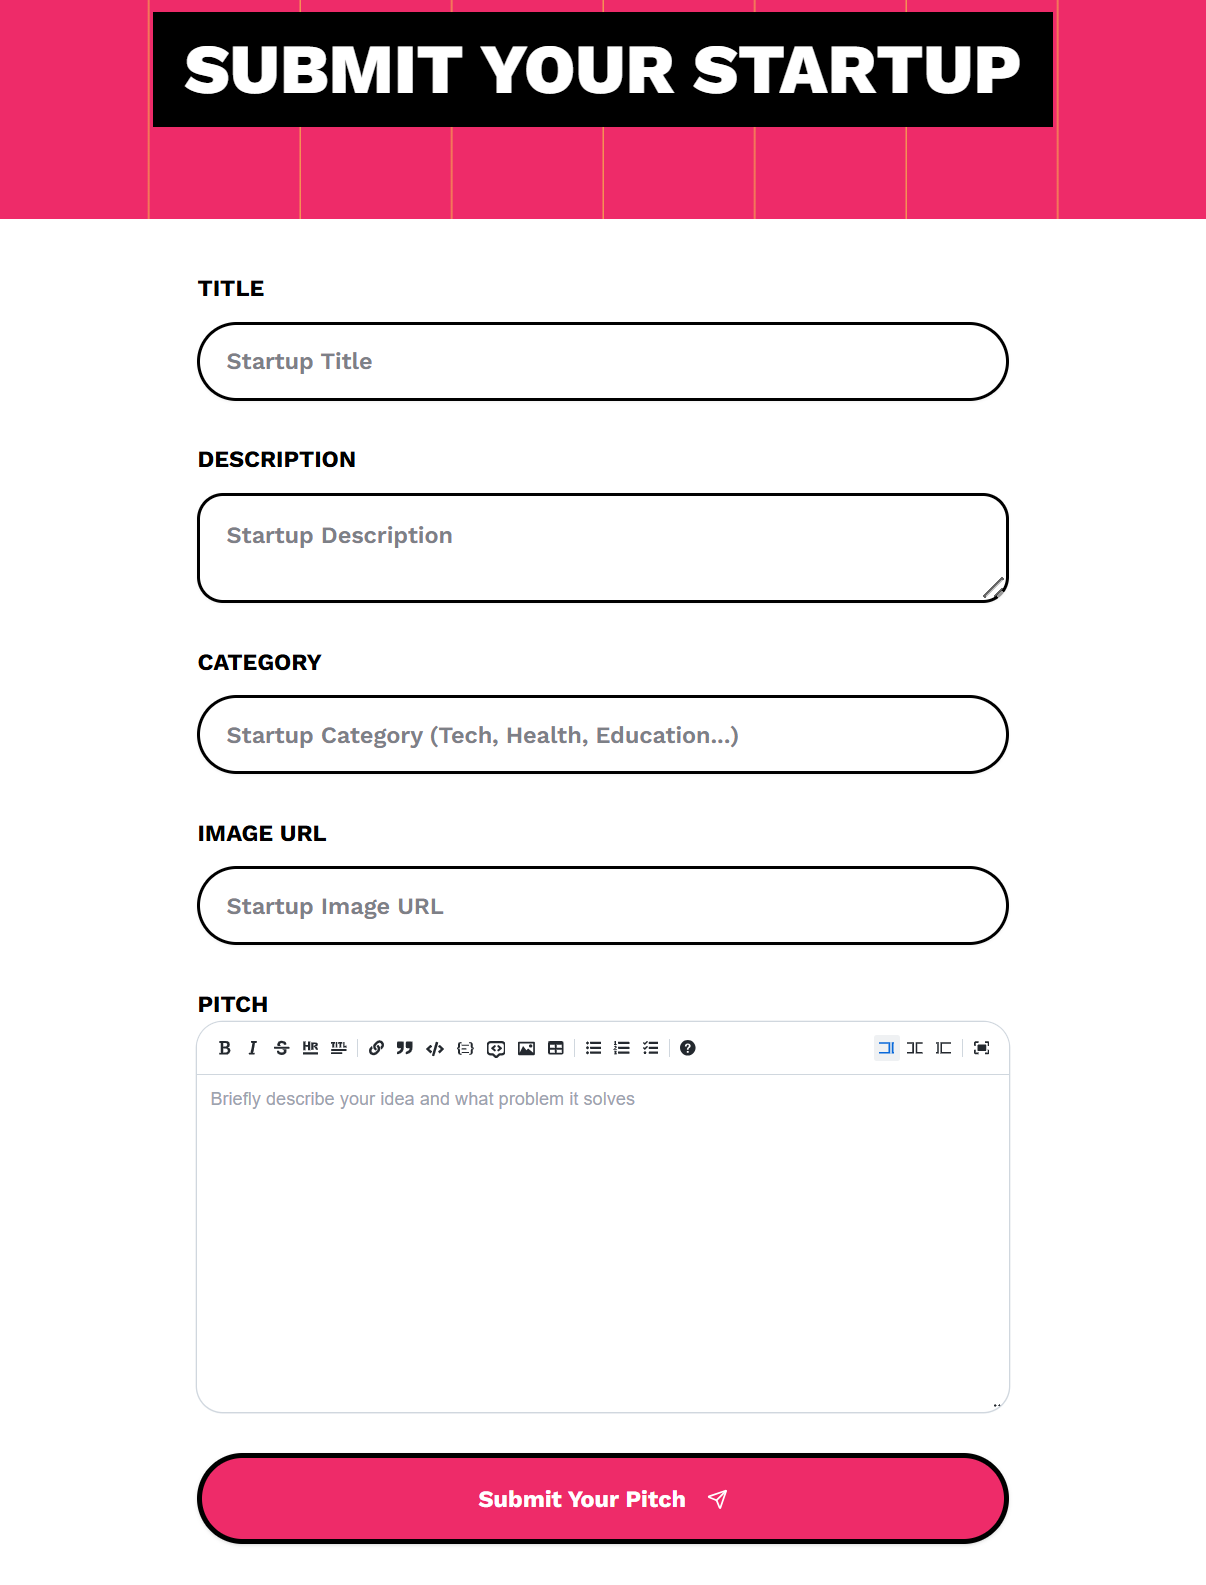 SUBMIT YOUR STARTUP
TITLE
Startup Title
DESCRIPTION
Startup Description
CATEGORY
Startup Category (Tech, Health, Education...)
IMAGE URL
Startup Image URL
PITCH
B I S HR TITL
Briefly describe your idea and what problem it solves
Submit Your Pitch